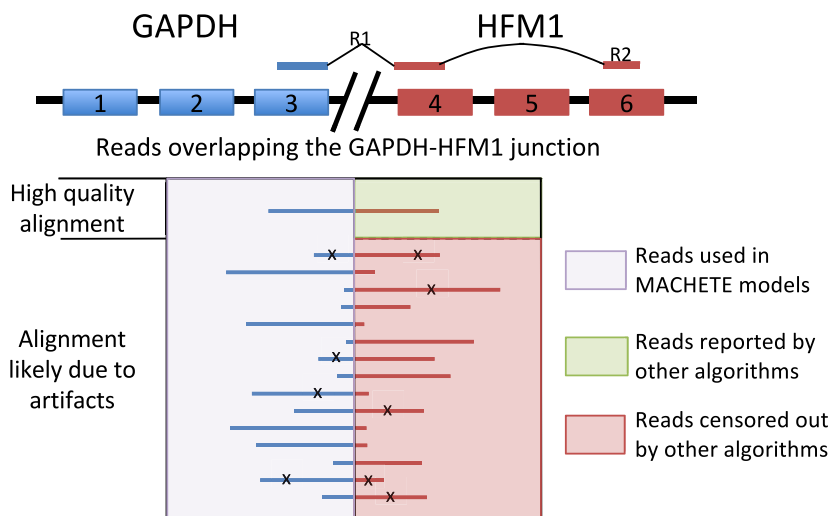 GAPDH
HFM1
R1
R2
1 2 3 4 5 6
Reads overlapping the GAPDH-HFM1 junction
High quality
alignment
x x
x
x
x
x
x x
x
x
Alignment
likely due to
artifacts
Reads used in
MACHETE models
Reads reported by
other algorithms
Reads censored out
by other algorithms